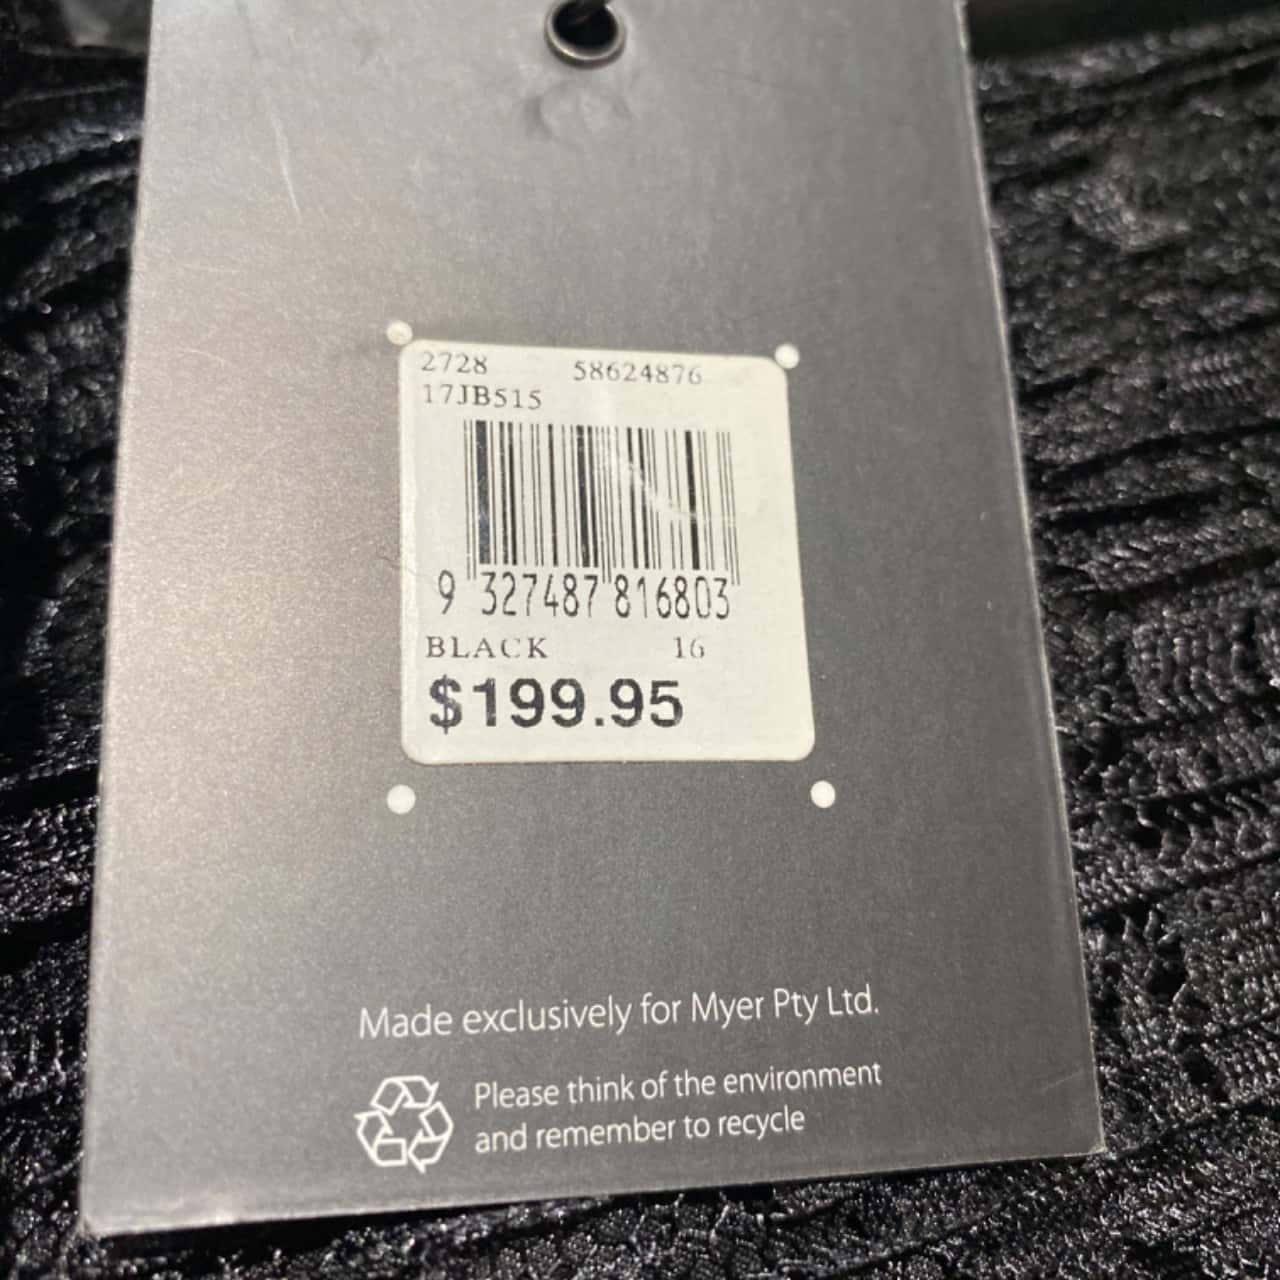 2728 58624876
17JB515
9 327487 816803
BLACK 16
$199.95
Made exclusively for Myer Pty Ltd.
Please think of the environment
and remember to recycle